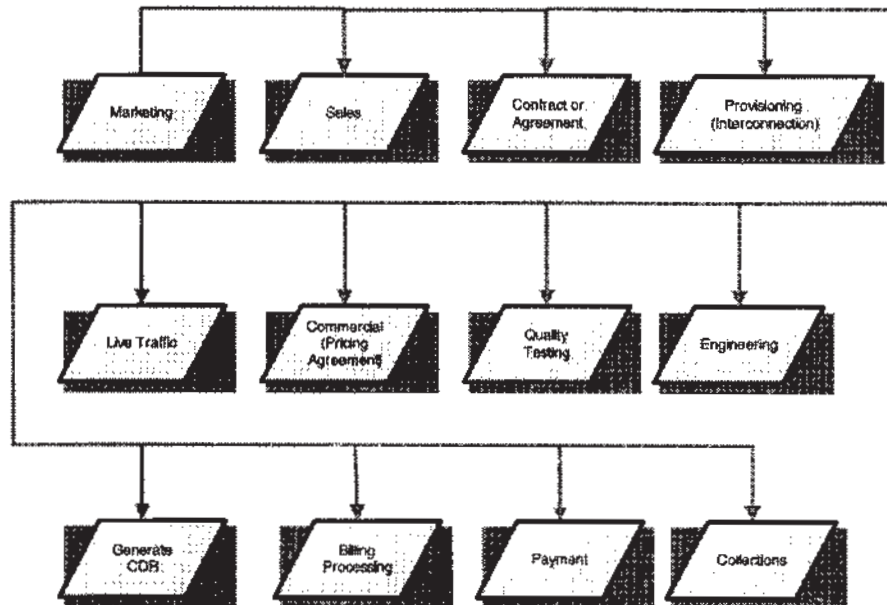 Marketing
Sales
Contract or
Agreement
Provisioning
(Interconnection)
Live Traffic
Commercial
(Pricing
Agreement)
Quality
Testing
Engineering
Generate
CDR
Billing
Processing
Payment
Collections